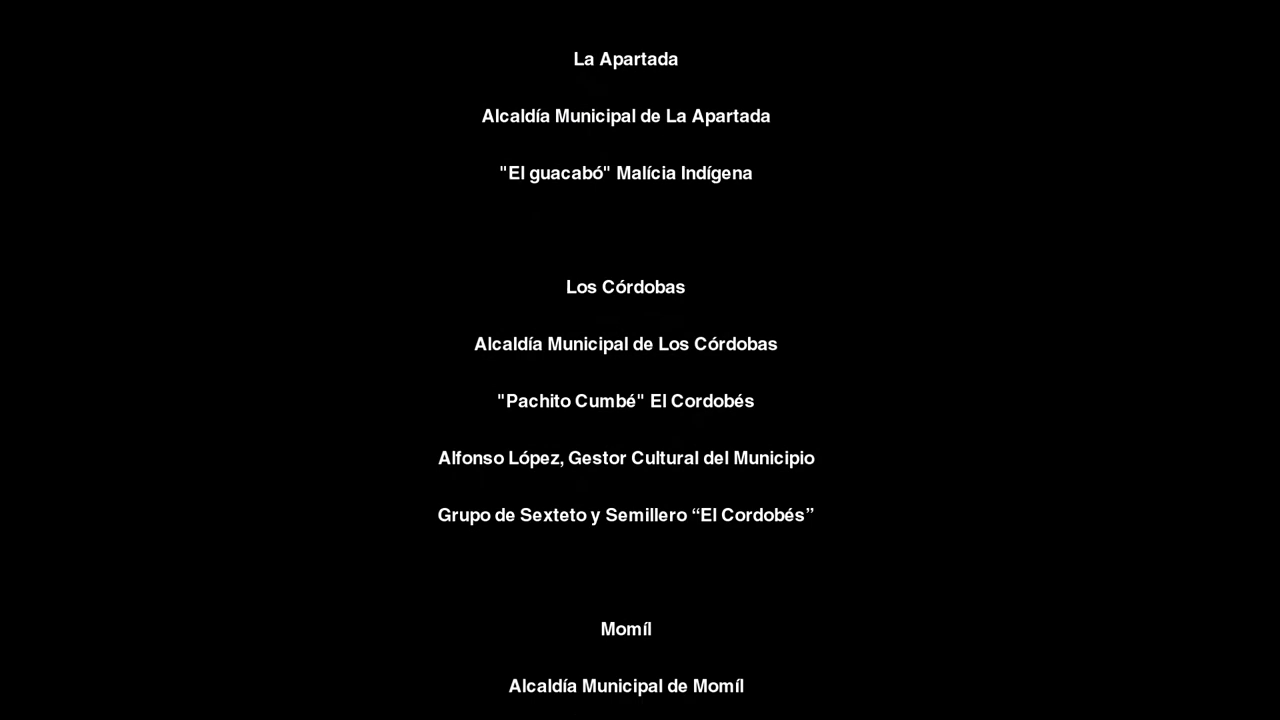 La Apartada
Alcaldía Municipal de La Apartada
"El guacabó" Malícia Indígena
Los Córdobas
Alcaldía Municipal de Los Córdobas
"Pachito Cumbé" El Cordobés
Alfonso López, Gestor Cultural del Municipio
Grupo de Sexteto y Semillero “El Cordobés”
Momíl
Alcaldía Municipal de Momíl